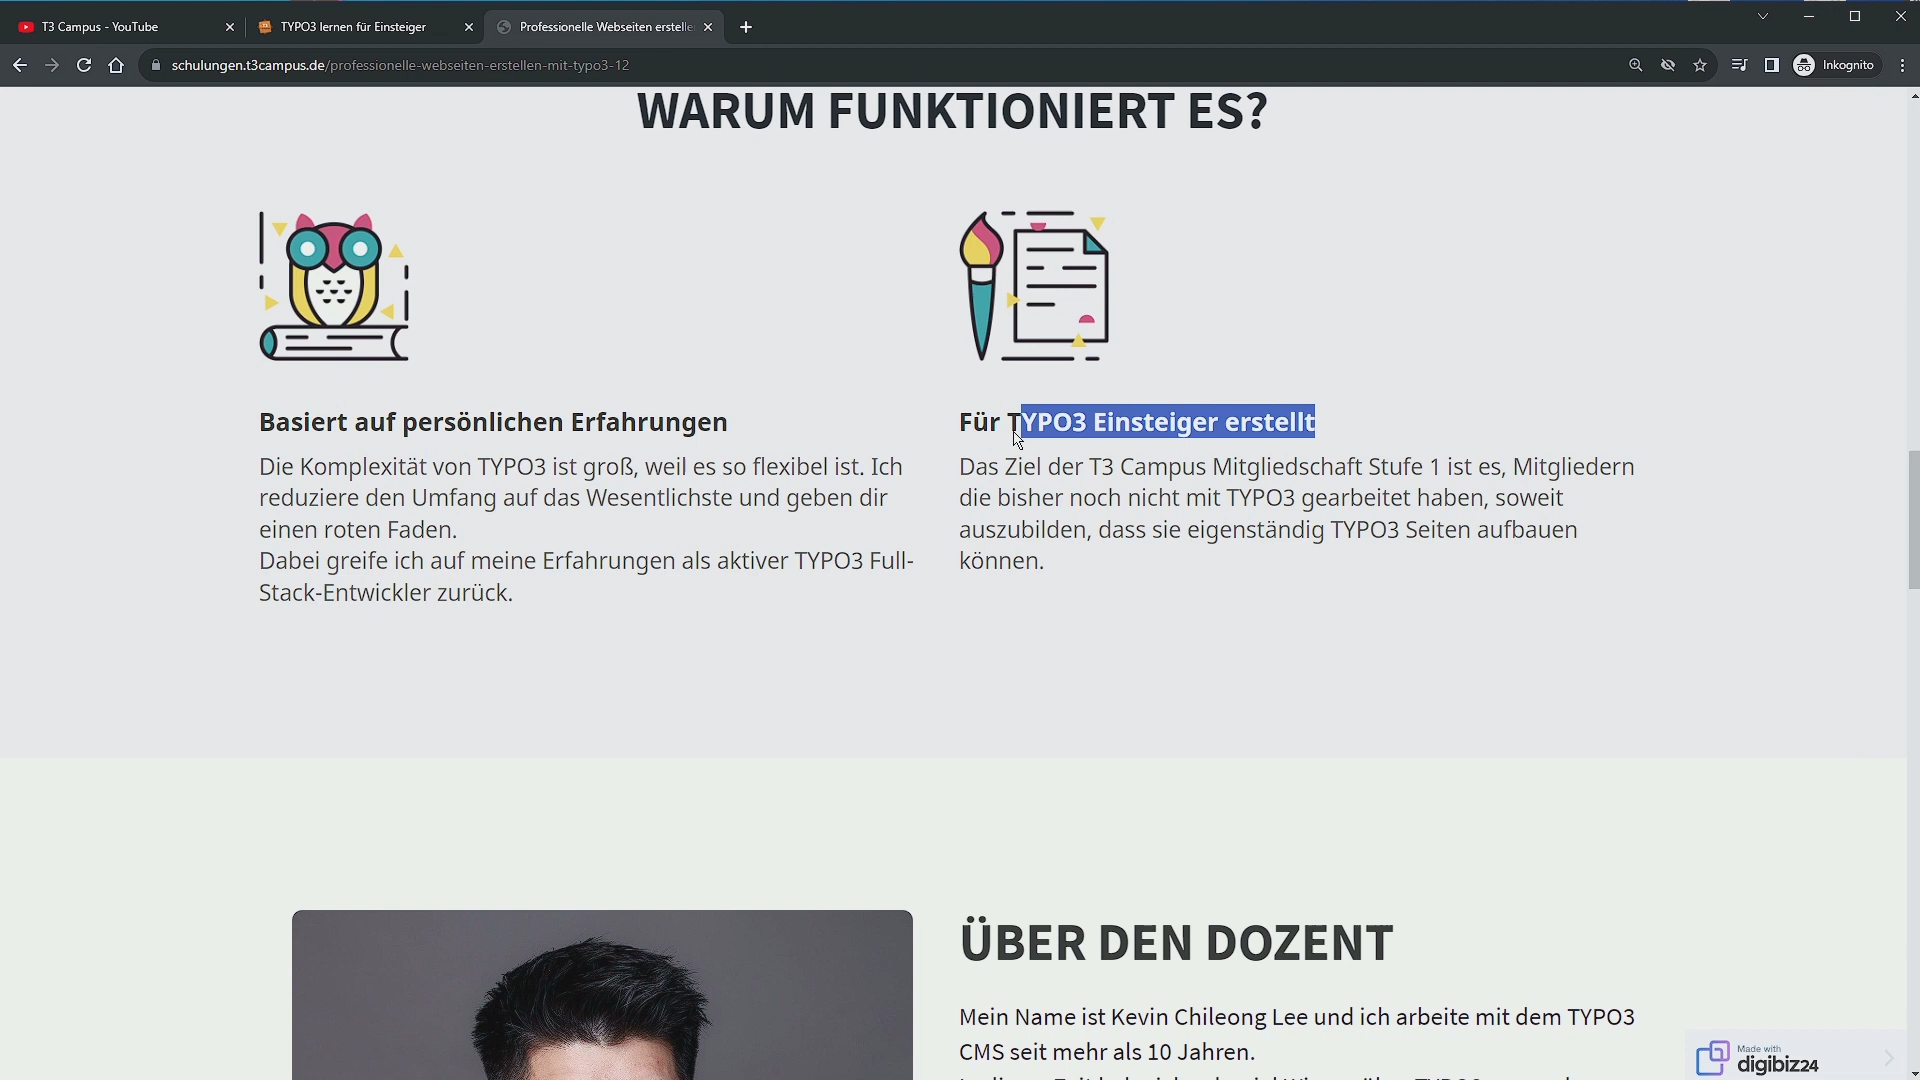 T3 Campus - YouTube
TYPO3 lernen für Einsteiger
Professionelle Webseiten erstelle
schulungen.t3campus.de/professionelle-webseiten-erstellen-mit-typo3-12
Inkognito
WARUM FUNKTIONIERT ES?
Basiert auf persönlichen Erfahrungen
Die Komplexität von TYPO3 ist groß, weil es so flexibel ist. Ich
reduziere den Umfang auf das Wesentlichste und geben dir
einen roten Faden.
Dabei greife ich auf meine Erfahrungen als aktiver TYPO3 Full-
Stack-Entwickler zurück.
Für TYPO3 Einsteiger erstellt
Das Ziel der T3 Campus Mitgliedschaft Stufe 1 ist es, Mitgliedern
die bisher noch nicht mit TYPO3 gearbeitet haben, soweit
auszubilden, dass sie eigenständig TYPO3 Seiten aufbauen
können.
ÜBER DEN DOZENT
Mein Name ist Kevin Chileong Lee und ich arbeite mit dem TYPO3
CMS seit mehr als 10 Jahren.
Made with
digibiz24